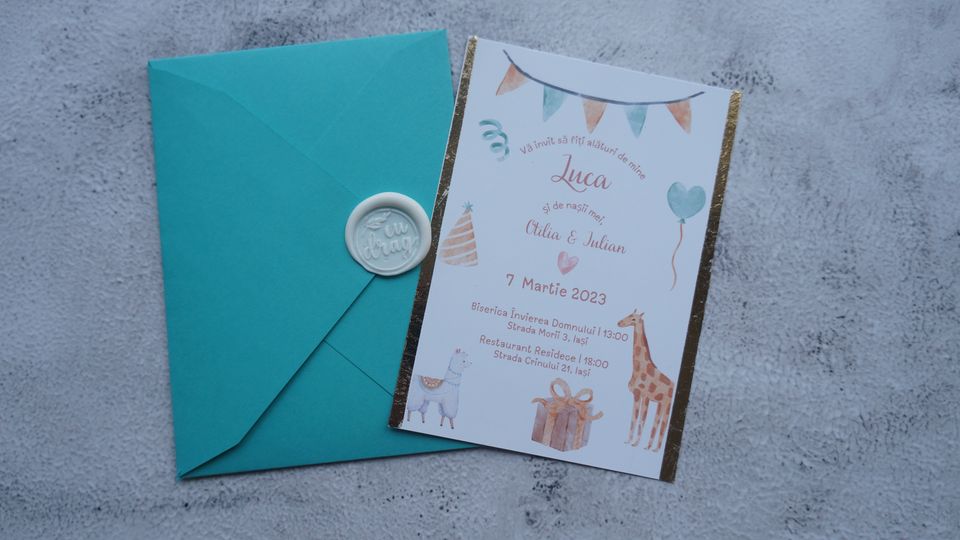 cu
drag
Vă invit să fiți alături de mine
Luca
și de nașii mei,
Otilia & Iulian
7 Martie 2023
Biserica Învierea Domnului | 13:00
Strada Morii 3, Iași
Restaurant Residece | 18:00
Strada Crinului 21, Iași